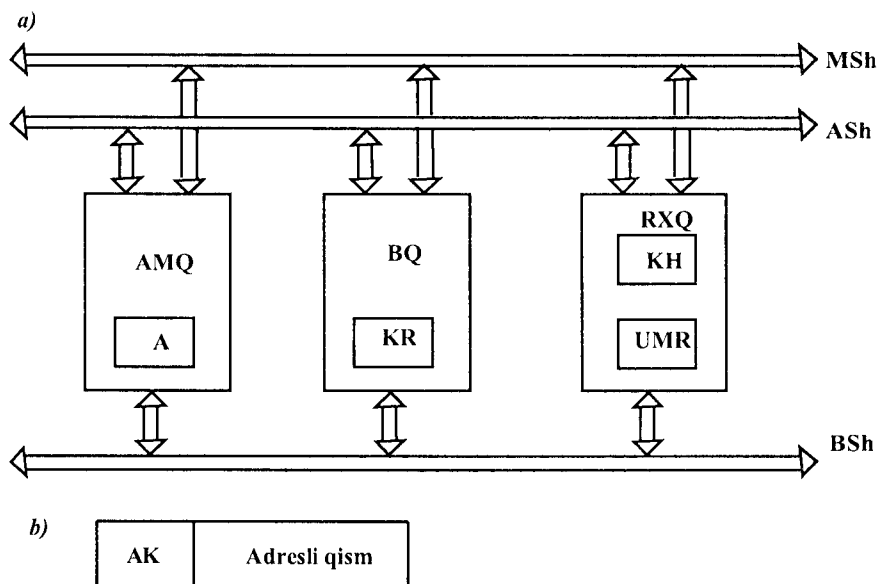 a)
MSh
ASh
AMQ
BQ
RXQ
KH
A
KR
UMR
BSh
b)
AK Adresli qism